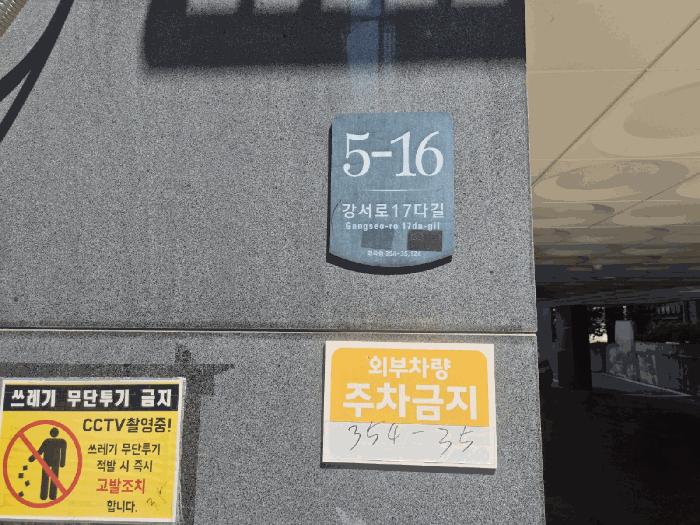 5-16
강서로17다길
Gangseo-ro 17da-gil
외부차량
주차금지
354-35
쓰레기 무단투기 금지
CCTV촬영중!
쓰레기 무단투기
적발 시 즉시
고발조치
합니다.